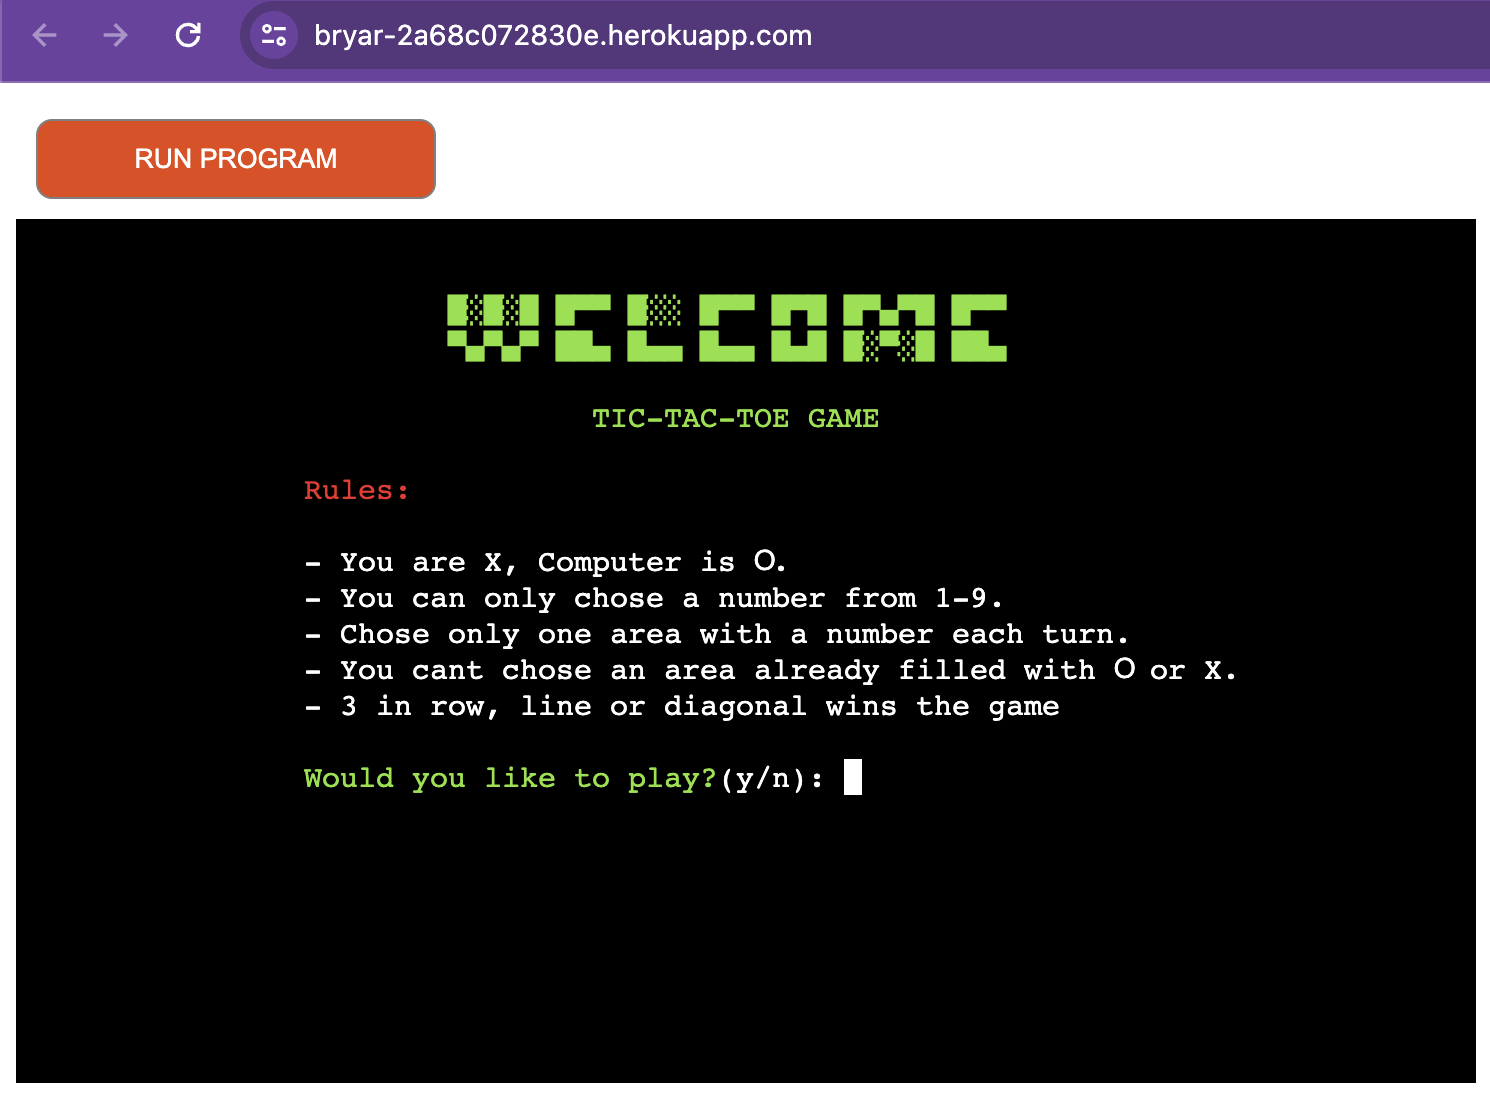 bryar-2a68c072830e.herokuapp.com
RUN PROGRAM
WELCOME
TIC-TAC-TOE GAME
Rules:
- You are X, Computer is O.
- You can only chose a number from 1-9.
- Chose only one area with a number each turn.
- You cant chose an area already filled with O or X.
- 3 in row, line or diagonal wins the game
Would you like to play?(y/n):